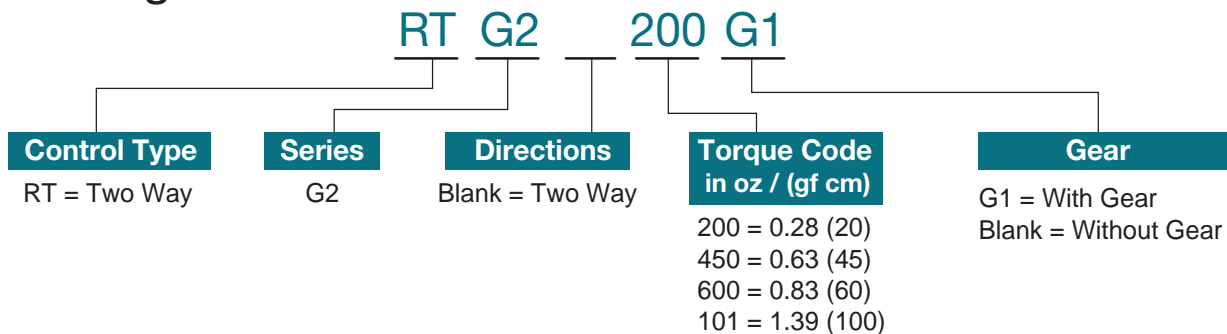 RT G2 200 G1
Control Type
RT = Two Way
Series
G2
Directions
Blank = Two Way
Torque Code
in oz / (gf cm)
200 = 0.28 (20)
450 = 0.63 (45)
600 = 0.83 (60)
101 = 1.39 (100)
Gear
G1 = With Gear
Blank = Without Gear